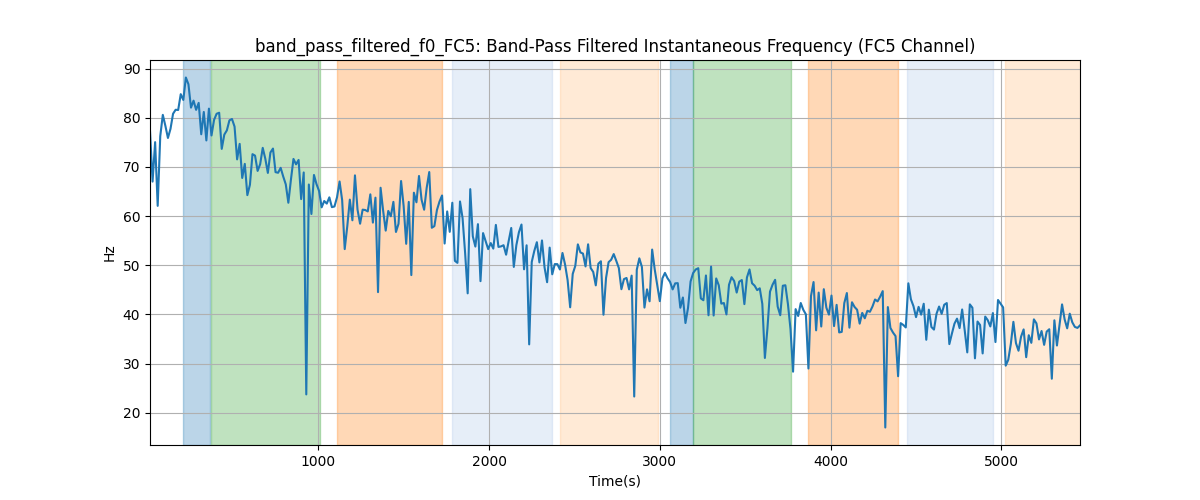 band_pass_filtered_f0_FC5: Band-Pass Filtered Instantaneous Frequency (FC5 Channel)
90
80
70
60
50
40
30
20
Hz
1000 2000 3000 4000 5000
Time(s)